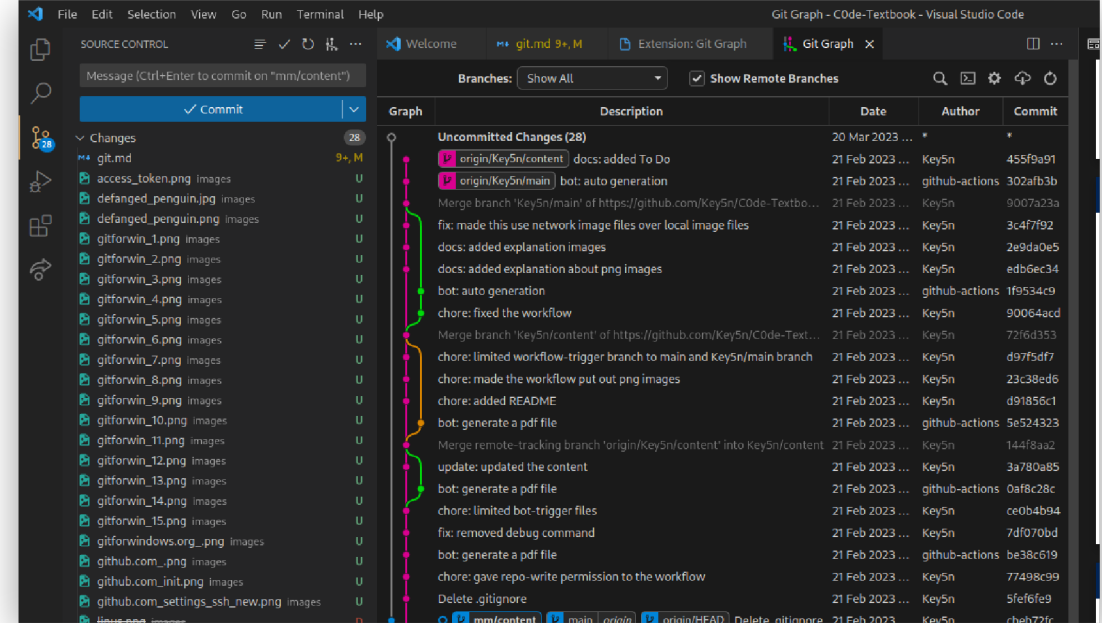 File Edit Selection View Go Run Terminal Help
Git Graph - C0de-Textbook - Visual Studio Code
SOURCE CONTROL
Welcome
git.md 9+, M
Extension: Git Graph
Git Graph
Message (Ctrl+Enter to commit on "mm/content")
Commit
Changes 28
28
git.md 9+, M
access_token.png images U
defanged_penguin.jpg images U
defanged_penguin.png images U
gitforwin_1.png images U
gitforwin_2.png images U
gitforwin_3.png images U
gitforwin_4.png images U
gitforwin_5.png images U
gitforwin_6.png images U
gitforwin_7.png images U
gitforwin_8.png images U
gitforwin_9.png images U
gitforwin_10.png images U
gitforwin_11.png images U
gitforwin_12.png images U
gitforwin_13.png images U
gitforwin_14.png images U
gitforwin_15.png images U
gitforwindows.org_.png images U
github.com_.png images U
github.com_init.png images U
github.com_settings_ssh_new.png images U
linus.png images D
Branches: Show All
Show Remote Branches
Graph Description Date Author Commit
Uncommitted Changes (28) 20 Mar 2023 ... * *
origin/Key5n/content docs: added To Do 21 Feb 2023 ... Key5n 455f9a91
origin/Key5n/main bot: auto generation 21 Feb 2023 ... github-actions 302afb3b
Merge branch 'Key5n/main' of https://github.com/Key5n/C0de-Textbo... 21 Feb 2023 ... Key5n 9007a23a
fix: made this use network image files over local image files 21 Feb 2023 ... Key5n 3c4f7f92
docs: added explanation images 21 Feb 2023 ... Key5n 2e9da0e5
docs: added explanation about png images 21 Feb 2023 ... Key5n edb6ec34
bot: auto generation 21 Feb 2023 ... github-actions 1f9534c9
chore: fixed the workflow 21 Feb 2023 ... Key5n 90064acd
Merge branch 'Key5n/content' of https://github.com/Key5n/C0de-Text... 21 Feb 2023 ... Key5n 72f6d353
chore: limited workflow-trigger branch to main and Key5n/main branch 21 Feb 2023 ... Key5n d97f5df7
chore: made the workflow put out png images 21 Feb 2023 ... Key5n 23c38ed6
chore: added README 21 Feb 2023 ... Key5n d91856c1
bot: generate a pdf file 21 Feb 2023 ... github-actions 5e524323
Merge remote-tracking branch 'origin/Key5n/content' into Key5n/content 21 Feb 2023 ... Key5n 144f8aa2
update: updated the content 21 Feb 2023 ... Key5n 3a780a85
bot: generate a pdf file 21 Feb 2023 ... github-actions 0af8c28c
chore: limited bot-trigger files 21 Feb 2023 ... Key5n ce0b4b94
fix: removed debug command 21 Feb 2023 ... Key5n 7df070bd
bot: generate a pdf file 21 Feb 2023 ... github-actions be38c619
chore: gave repo-write permission to the workflow 21 Feb 2023 ... Key5n 77498c99
Delete .gitignore 21 Feb 2023 ... Key5n 5fef6fe9
mm/content main origin origin/HEAD Delete .gitignore 21 Feb 2023 ... Key5n cbeb72fc